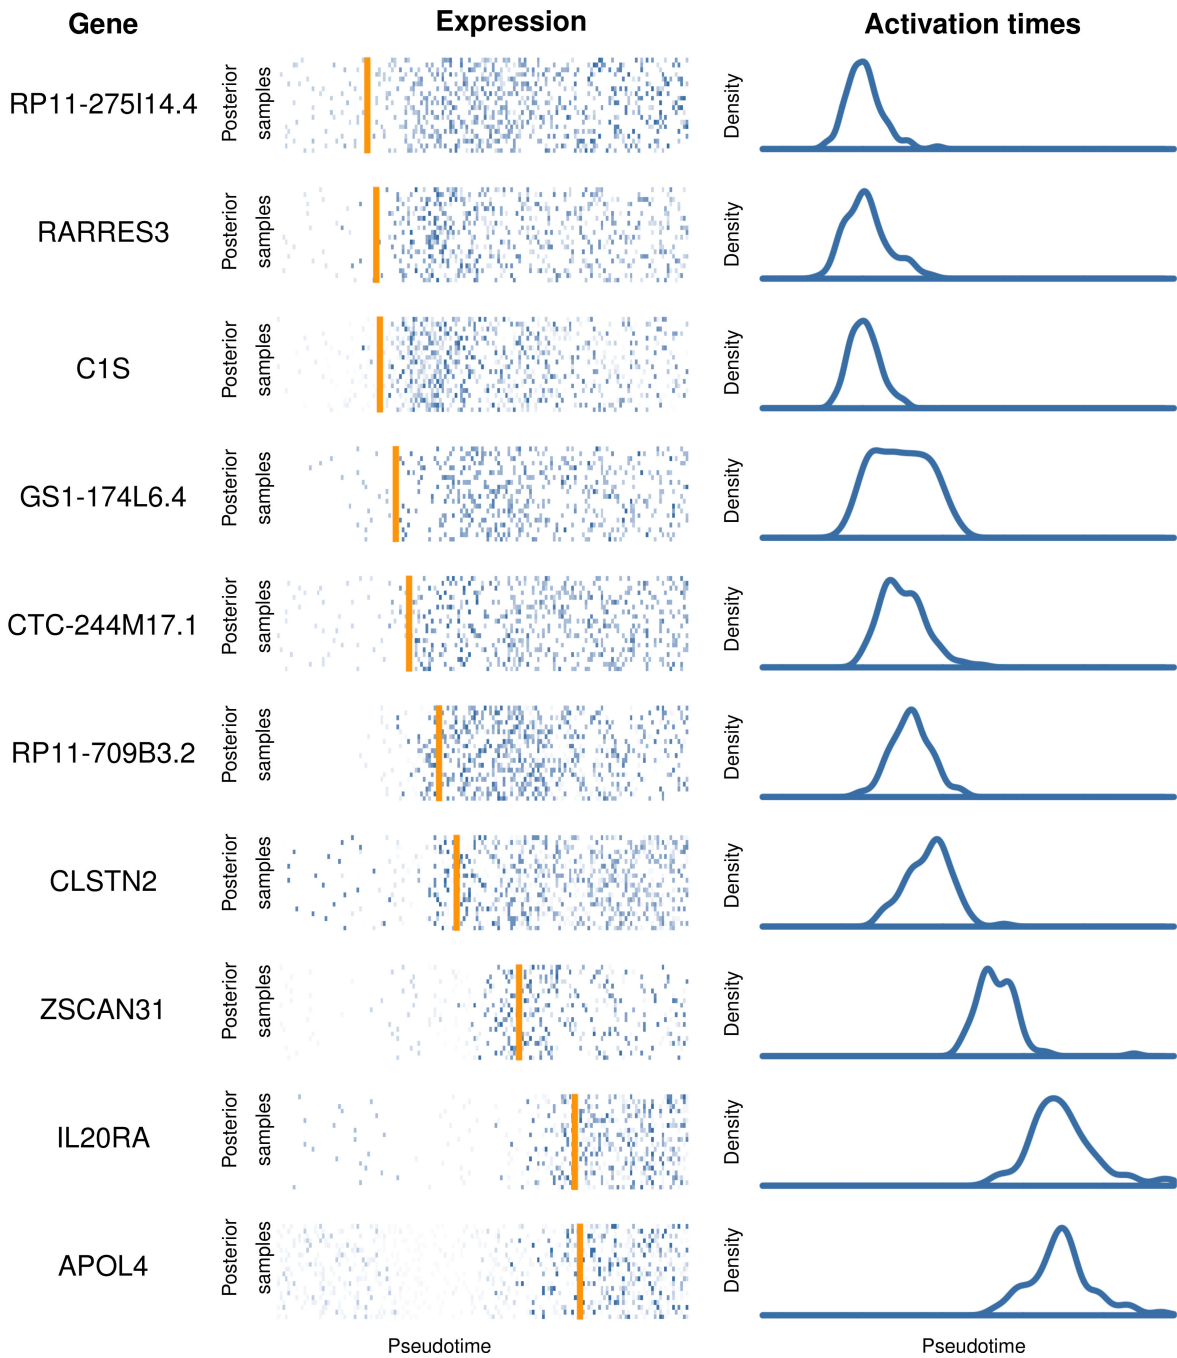 Gene Expression Activation times
RP11-275I14.4 Posterior samples Density
RARRES3 Posterior samples Density
C1S Posterior samples Density
GS1-174L6.4 Posterior samples Density
CTC-244M17.1 Posterior samples Density
RP11-709B3.2 Posterior samples Density
CLSTN2 Posterior samples Density
ZSCAN31 Posterior samples Density
IL20RA Posterior samples Density
APOL4 Posterior samples Density
Pseudotime Pseudotime